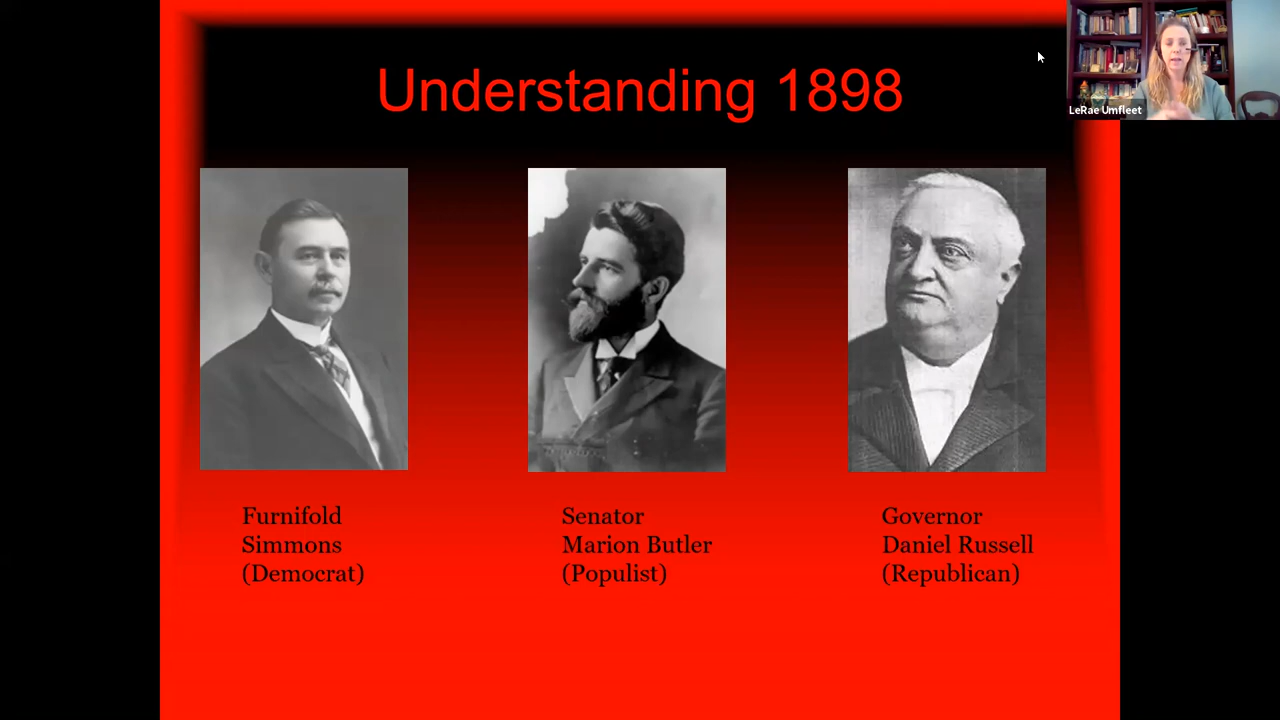 Understanding 1898
LeRae Umfleet
Furnifold
Simmons
(Democrat)
Senator
Marion Butler
(Populist)
Governor
Daniel Russell
(Republican)